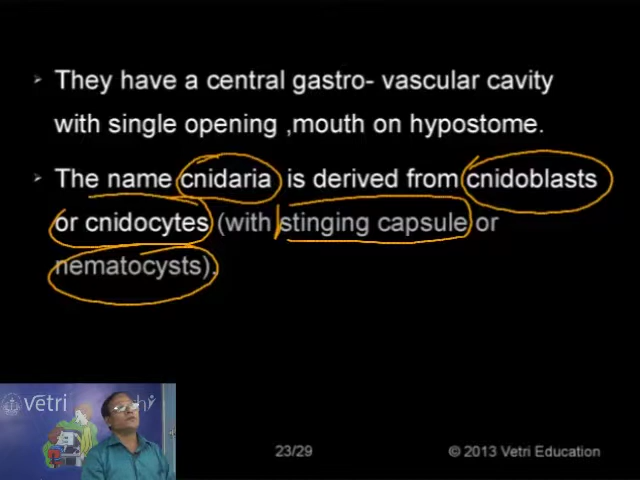 They have a central gastro- vascular cavity
with single opening ,mouth on hypostome.
The name cnidaria is derived from cnidoblasts
or cnidocytes (with stinging capsule or
nematocysts).
vetri
23/29
© 2013 Vetri Education